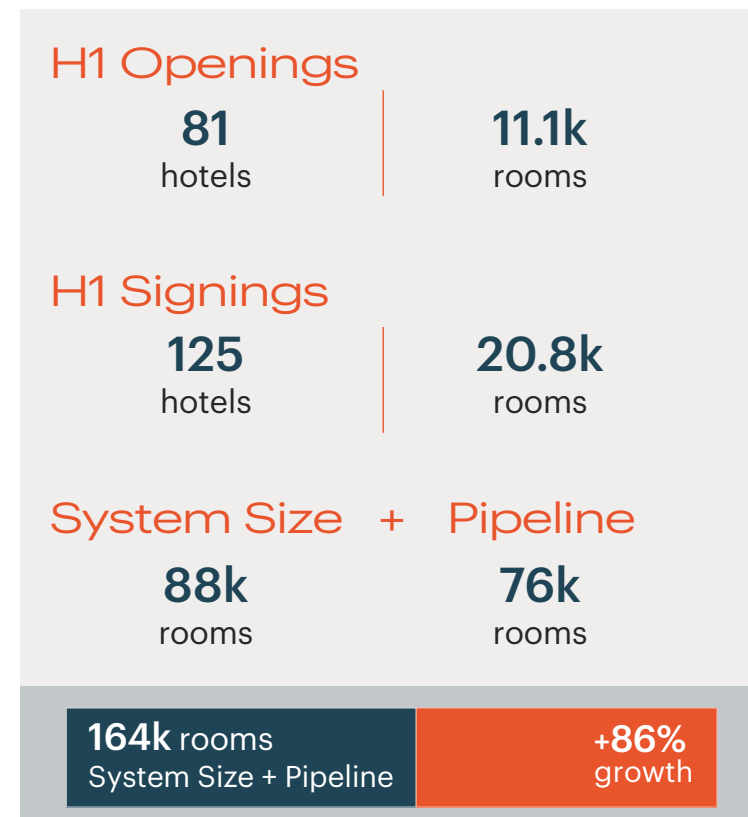 H1 Openings
81 11.1k
hotels rooms
H1 Signings
125 20.8k
hotels rooms
System Size + Pipeline
88k 76k
rooms rooms
164k rooms +86%
System Size + Pipeline growth